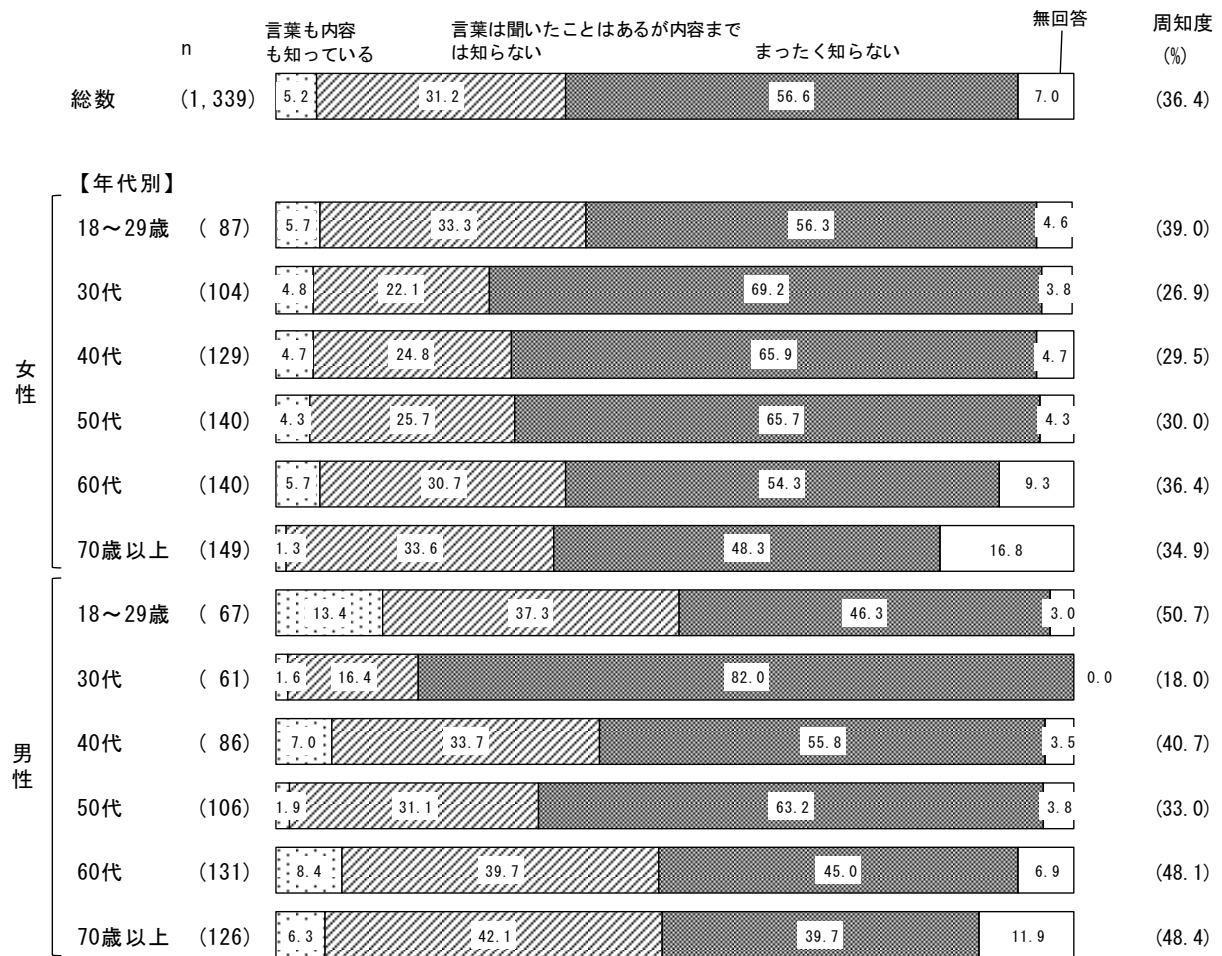 言葉も内容
も知っている
言葉は聞いたことはあるが内容まで
は知らない
まったく知らない
無回答
周知度
(%)
n
総数 (1,339) 5.2 31.2 56.6 7.0 (36.4)
【年代別】
女性
18～29歳 ( 87) 5.7 33.3 56.3 4.6 (39.0)
30代 (104) 4.8 22.1 69.2 3.8 (26.9)
40代 (129) 4.7 24.8 65.9 4.7 (29.5)
50代 (140) 4.3 25.7 65.7 4.3 (30.0)
60代 (140) 5.7 30.7 54.3 9.3 (36.4)
70歳以上 (149) 1.3 33.6 48.3 16.8 (34.9)
男性
18～29歳 ( 67) 13.4 37.3 46.3 3.0 (50.7)
30代 ( 61) 1.6 16.4 82.0 0.0 (18.0)
40代 ( 86) 7.0 33.7 55.8 3.5 (40.7)
50代 (106) 1.9 31.1 63.2 3.8 (33.0)
60代 (131) 8.4 39.7 45.0 6.9 (48.1)
70歳以上 (126) 6.3 42.1 39.7 11.9 (48.4)